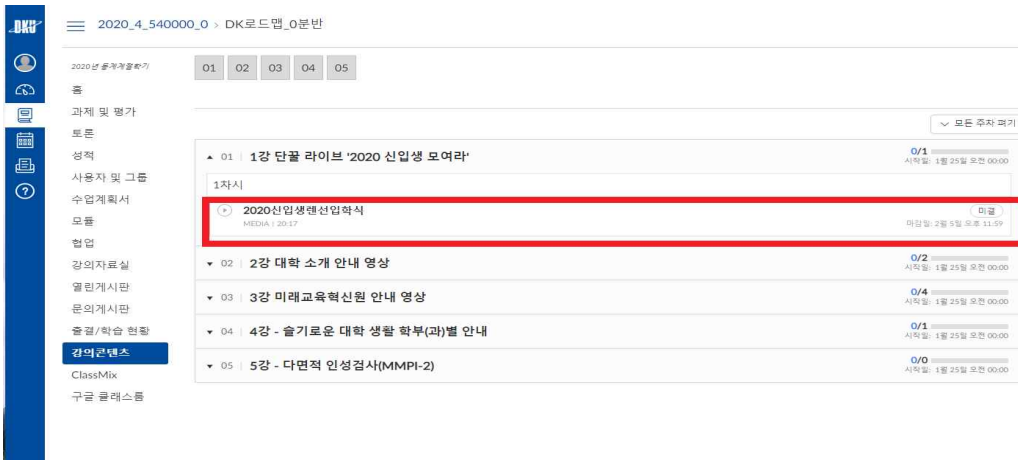 DKU
2020_4_540000_0 > DK로드맵_0분반
01 02 03 04 05
홈
과제 및 평가
토론
성적
사용자 및 그룹
수업계획서
모듈
협업
강의자료실
열린게시판
문의게시판
출결/학습 현황
강의콘텐츠
ClassMix
구글 클래스룸
모든 주차 펴기
01 | 1강 단꿀 라이브 '2020 신입생 모여라'
0/1
시작일: 1월 25일 오전 00:00
1차시
2020신입생랜선입학식
미결
MEDIA | 20:17
마감일: 2월 5일 오후 11:59
02 | 2강 대학 소개 안내 영상
0/2
시작일: 1월 25일 오전 00:00
03 | 3강 미래교육혁신원 안내 영상
0/4
시작일: 1월 25일 오전 00:00
04 | 4강 - 슬기로운 대학 생활 학부(과)별 안내
0/1
시작일: 1월 25일 오전 00:00
05 | 5강 - 다면적 인성검사(MMPI-2)
0/0
시작일: 1월 25일 오전 00:00